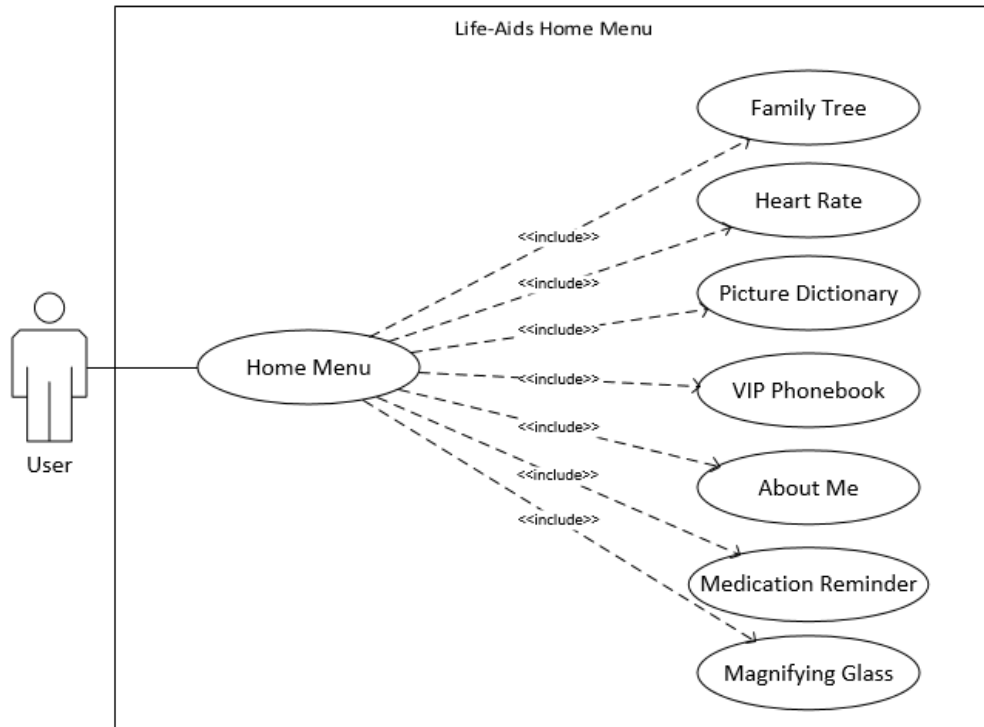 Life-Aids Home Menu
Family Tree
Heart Rate
<<include>>
<<include>>
Picture Dictionary
<<include>>
Home Menu
<<include>>
VIP Phonebook
<<include>>
User
<<include>>
About Me
<<include>>
Medication Reminder
Magnifying Glass